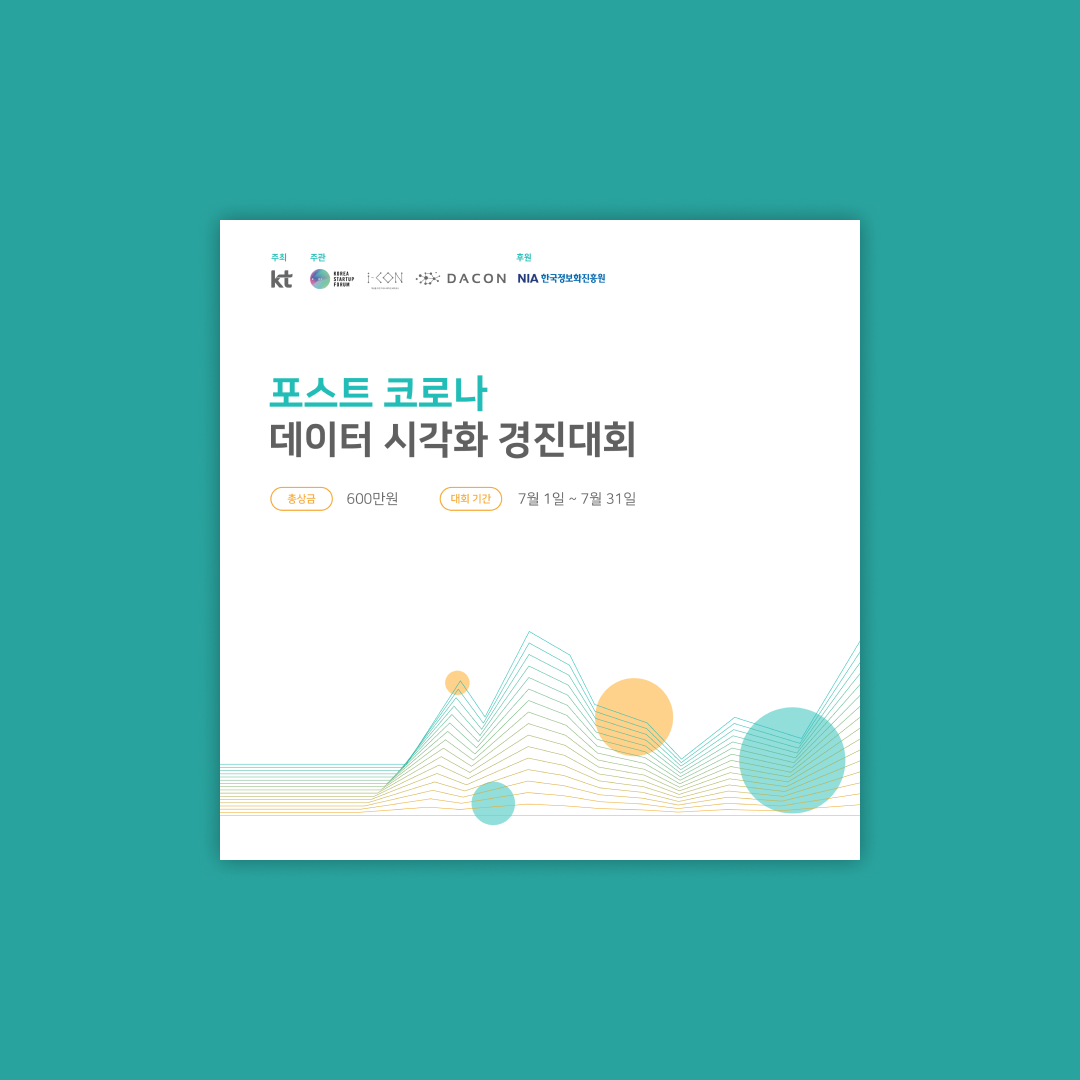 주최 주관 후원
kt KOREA STARTUP FORUM I-CON DACON NIA 한국정보화진흥원
포스트 코로나
데이터 시각화 경진대회
총상금 600만원 대회 기간 7월 1일 ~ 7월 31일